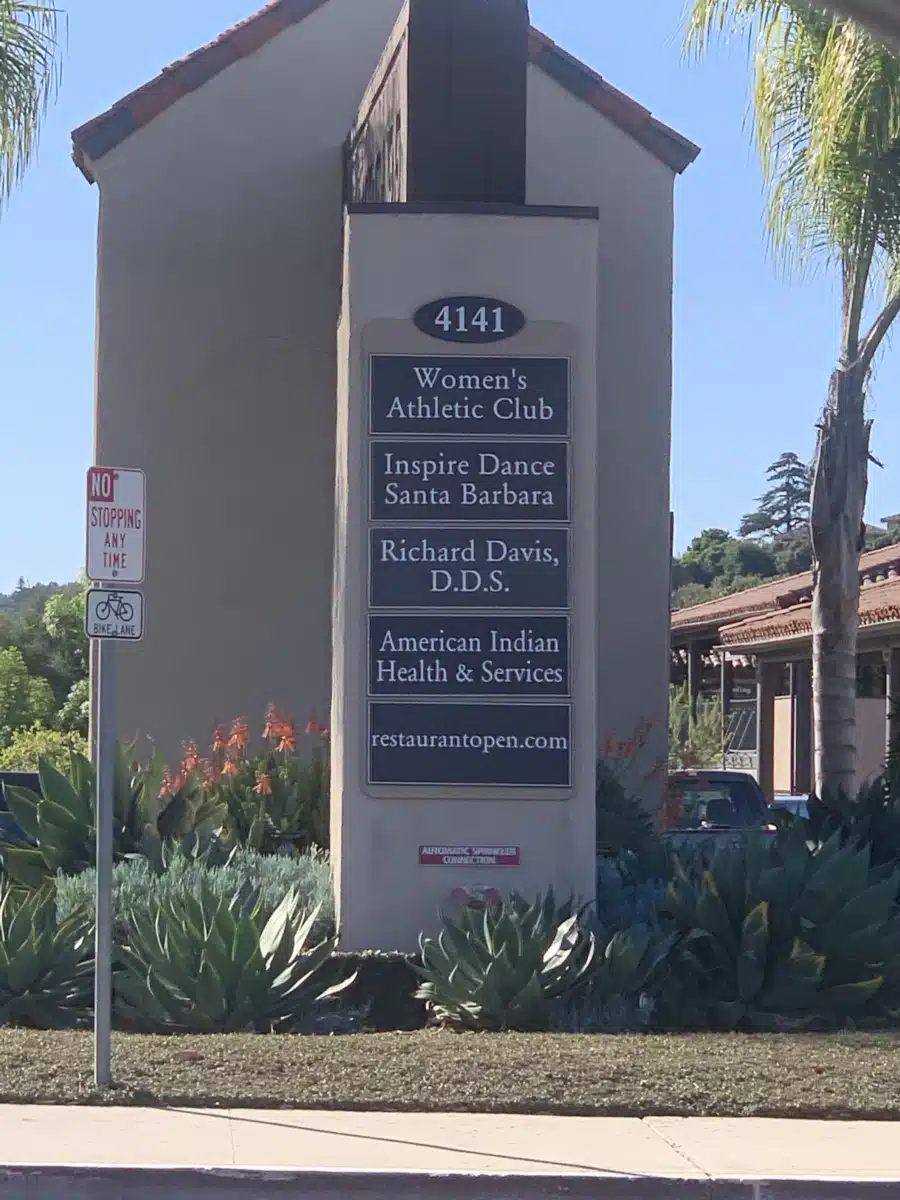 4141
Women's
Athletic Club
Inspire Dance
Santa Barbara
Richard Davis,
D.D.S.
American Indian
Health & Services
restaurantopen.com
AUTOMATIC SPRINKLER
CONNECTION
NO
STOPPING
ANY
TIME
BIKE LANE